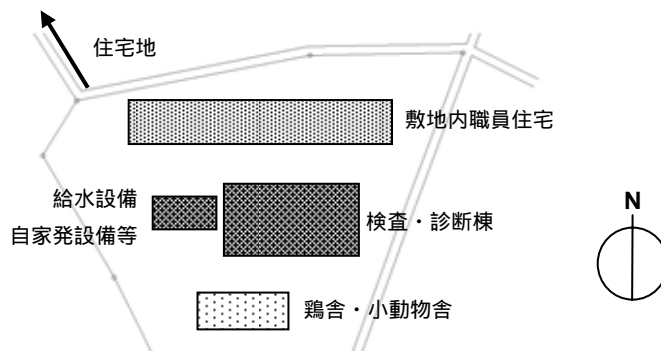 住宅地
敷地内職員住宅
給水設備
自家発設備等
検査・診断棟
N
鶏舎・小動物舎